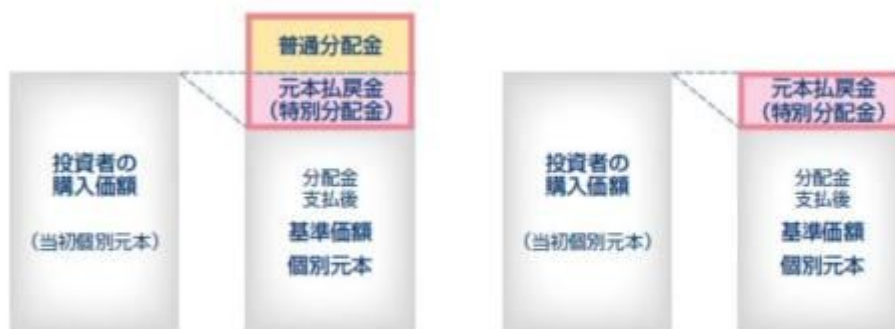 普通分配金
元本払戻金
（特別分配金）
投資者の
購入価額
（当初個別元本）
分配金
支払後
基準価額
個別元本
元本払戻金
（特別分配金）
投資者の
購入価額
（当初個別元本）
分配金
支払後
基準価額
個別元本